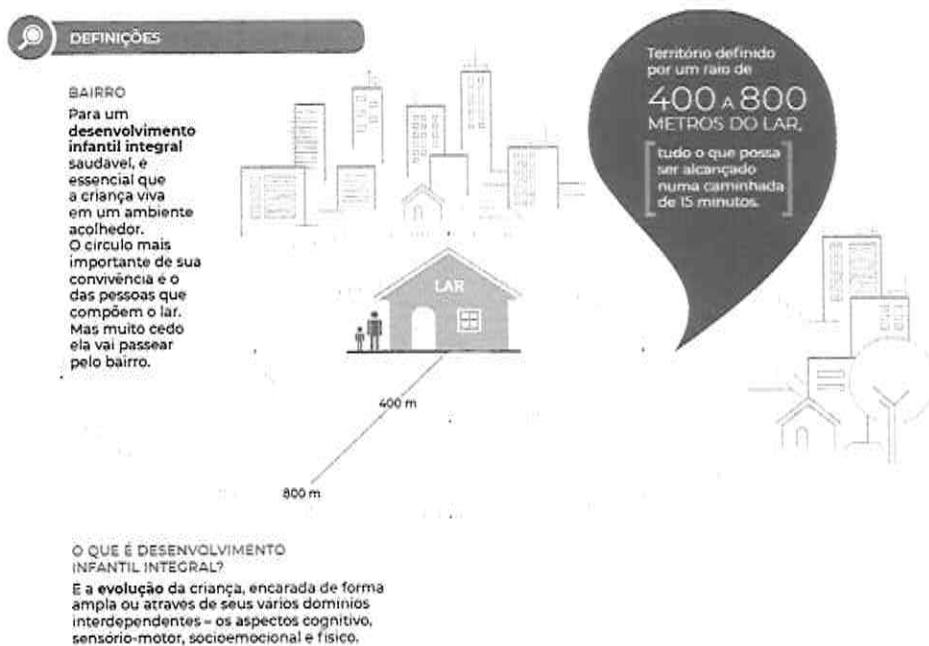 DEFINIÇÕES
BAIRRO
Para um
desenvolvimento
infantil integral
saudável, é
essencial que
a criança viva
em um ambiente
acolhedor.
O círculo mais
importante de sua
convivência é o
das pessoas que
compõem o lar.
Mas muito cedo
ela vai passear
pelo bairro.
Território definido
por um raio de
400 A 800
METROS DO LAR,
[tudo o que possa
ser alcançado
numa caminhada
de 15 minutos.]
LAR
400 m
800 m
O QUE É DESENVOLVIMENTO
INFANTIL INTEGRAL?
É a evolução da criança, encarada de forma
ampla ou através de seus vários domínios
interdependentes – os aspectos cognitivo,
sensório-motor, socioemocional e físico.